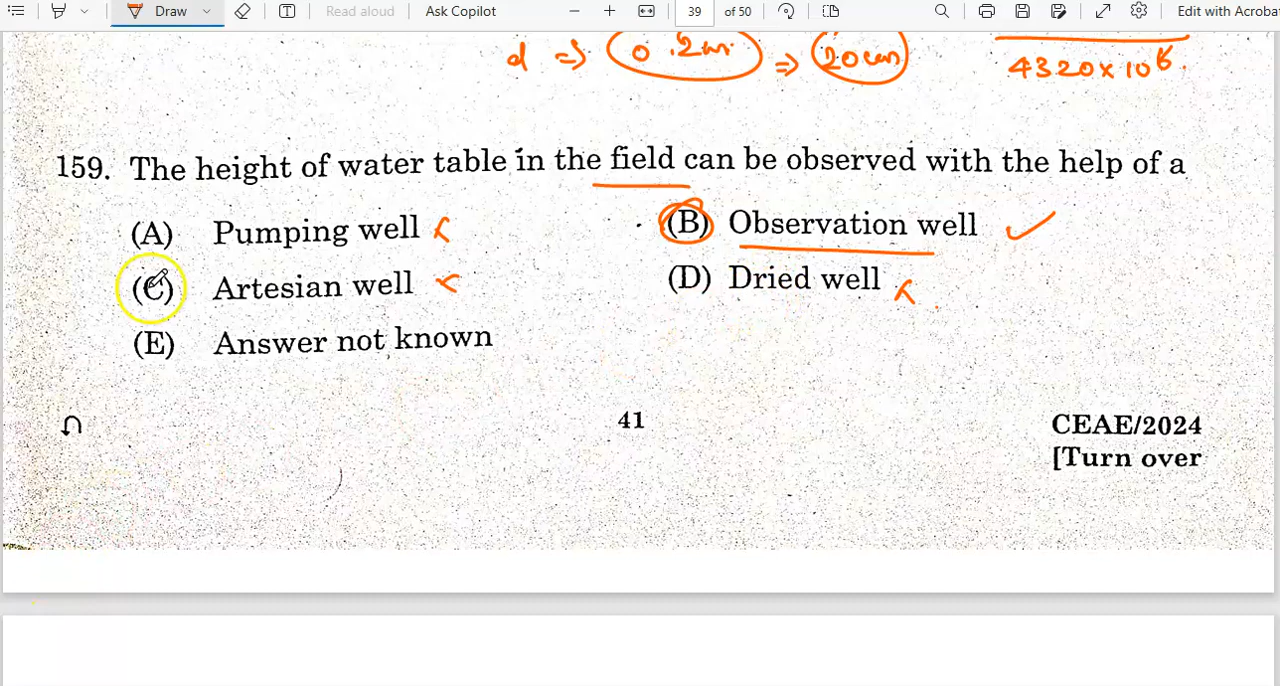 Draw
Read aloud
Ask Copilot
39
of 50
Edit with Acroba
d ⇒ 0.2m. ⇒ 20cm
4320×10⁶.
159. The height of water table in the field can be observed with the help of a
(A) Pumping well
(B) Observation well
(C) Artesian well
(D) Dried well
(E) Answer not known
41
CEAE/2024
[Turn over